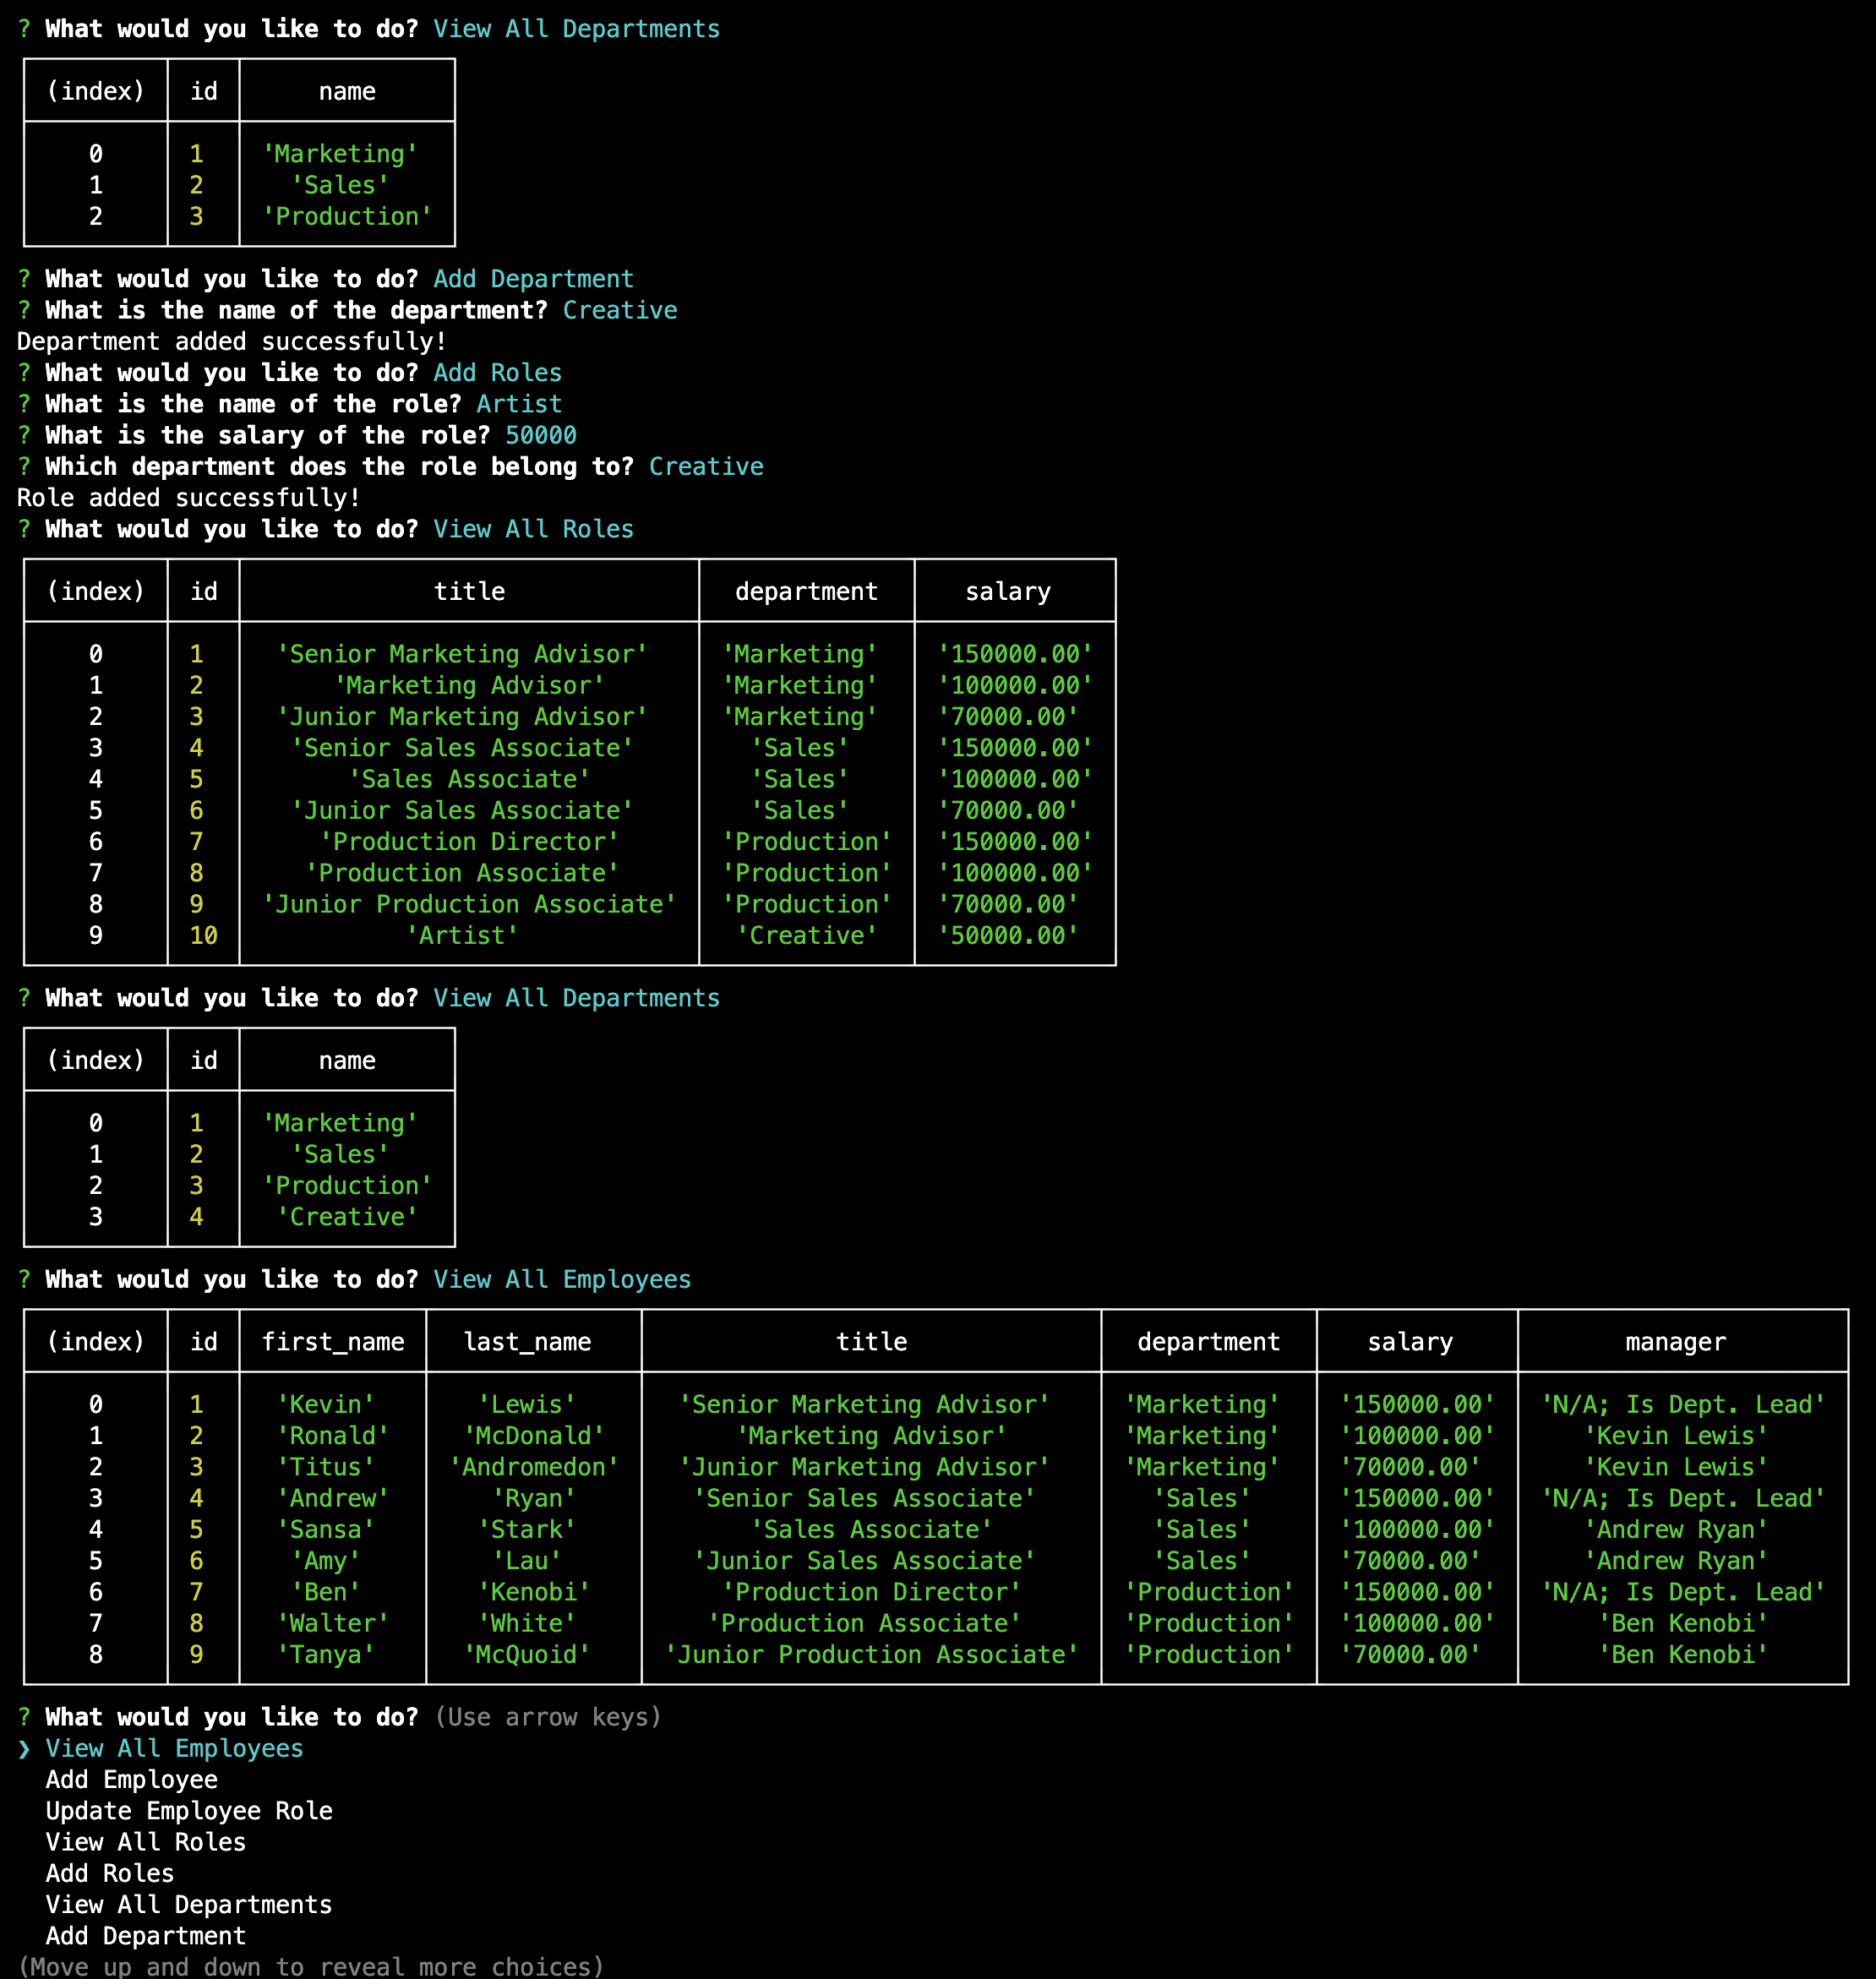 ? What would you like to do? View All Departments
(index) id name
0 1 'Marketing'
1 2 'Sales'
2 3 'Production'
? What would you like to do? Add Department
? What is the name of the department? Creative
Department added successfully!
? What would you like to do? Add Roles
? What is the name of the role? Artist
? What is the salary of the role? 50000
? Which department does the role belong to? Creative
Role added successfully!
? What would you like to do? View All Roles
(index) id title department salary
0 1 'Senior Marketing Advisor' 'Marketing' '150000.00'
1 2 'Marketing Advisor' 'Marketing' '100000.00'
2 3 'Junior Marketing Advisor' 'Marketing' '70000.00'
3 4 'Senior Sales Associate' 'Sales' '150000.00'
4 5 'Sales Associate' 'Sales' '100000.00'
5 6 'Junior Sales Associate' 'Sales' '70000.00'
6 7 'Production Director' 'Production' '150000.00'
7 8 'Production Associate' 'Production' '100000.00'
8 9 'Junior Production Associate' 'Production' '70000.00'
9 10 'Artist' 'Creative' '50000.00'
? What would you like to do? View All Departments
(index) id name
0 1 'Marketing'
1 2 'Sales'
2 3 'Production'
3 4 'Creative'
? What would you like to do? View All Employees
(index) id first_name last_name title department salary manager
0 1 'Kevin' 'Lewis' 'Senior Marketing Advisor' 'Marketing' '150000.00' 'N/A; Is Dept. Lead'
1 2 'Ronald' 'McDonald' 'Marketing Advisor' 'Marketing' '100000.00' 'Kevin Lewis'
2 3 'Titus' 'Andromedon' 'Junior Marketing Advisor' 'Marketing' '70000.00' 'Kevin Lewis'
3 4 'Andrew' 'Ryan' 'Senior Sales Associate' 'Sales' '150000.00' 'N/A; Is Dept. Lead'
4 5 'Sansa' 'Stark' 'Sales Associate' 'Sales' '100000.00' 'Andrew Ryan'
5 6 'Amy' 'Lau' 'Junior Sales Associate' 'Sales' '70000.00' 'Andrew Ryan'
6 7 'Ben' 'Kenobi' 'Production Director' 'Production' '150000.00' 'N/A; Is Dept. Lead'
7 8 'Walter' 'White' 'Production Associate' 'Production' '100000.00' 'Ben Kenobi'
8 9 'Tanya' 'McQuoid' 'Junior Production Associate' 'Production' '70000.00' 'Ben Kenobi'
? What would you like to do? (Use arrow keys)
❯ View All Employees
Add Employee
Update Employee Role
View All Roles
Add Roles
View All Departments
Add Department
(Move up and down to reveal more choices)